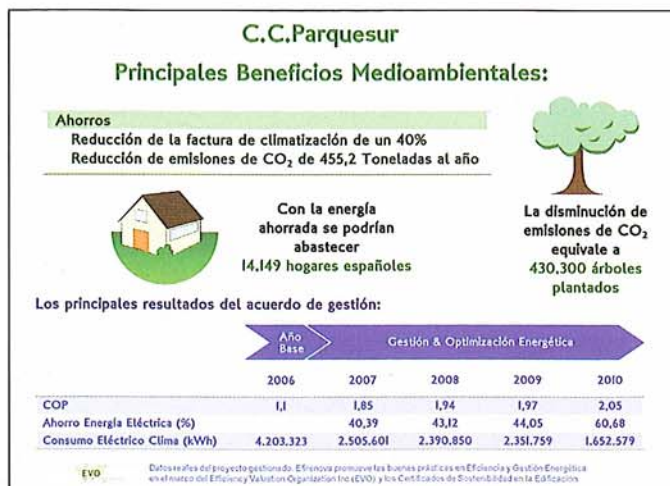 C.C.Parquesur
Principales Beneficios Medioambientales:
Ahorros
Reducción de la factura de climatización de un 40%
Reducción de emisiones de CO₂ de 455,2 Toneladas al año
Con la energía
ahorrada se podrían
abastecer
14.149 hogares españoles
La disminución de
emisiones de CO₂
equivale a
430.300 árboles
plantados
Los principales resultados del acuerdo de gestión:
Año
Base
Gestión & Optimización Energética
2006 2007 2008 2009 2010
COP 1,1 1,85 1,94 1,97 2,05
Ahorro Energía Eléctrica (%) 40,39 43,12 44,05 60,68
Consumo Eléctrico Clima (kWh) 4.203.323 2.505.601 2.390.850 2.351.759 1.652.579
EVO
Datos reales del proyecto gestionado. Efirenova promueve las buenas prácticas en Eficiencia y Gestión Energética
en el marco del Efficiency Valuation Organization Inc (EVO) y los Certificados de Sostenibilidad en la Edificación